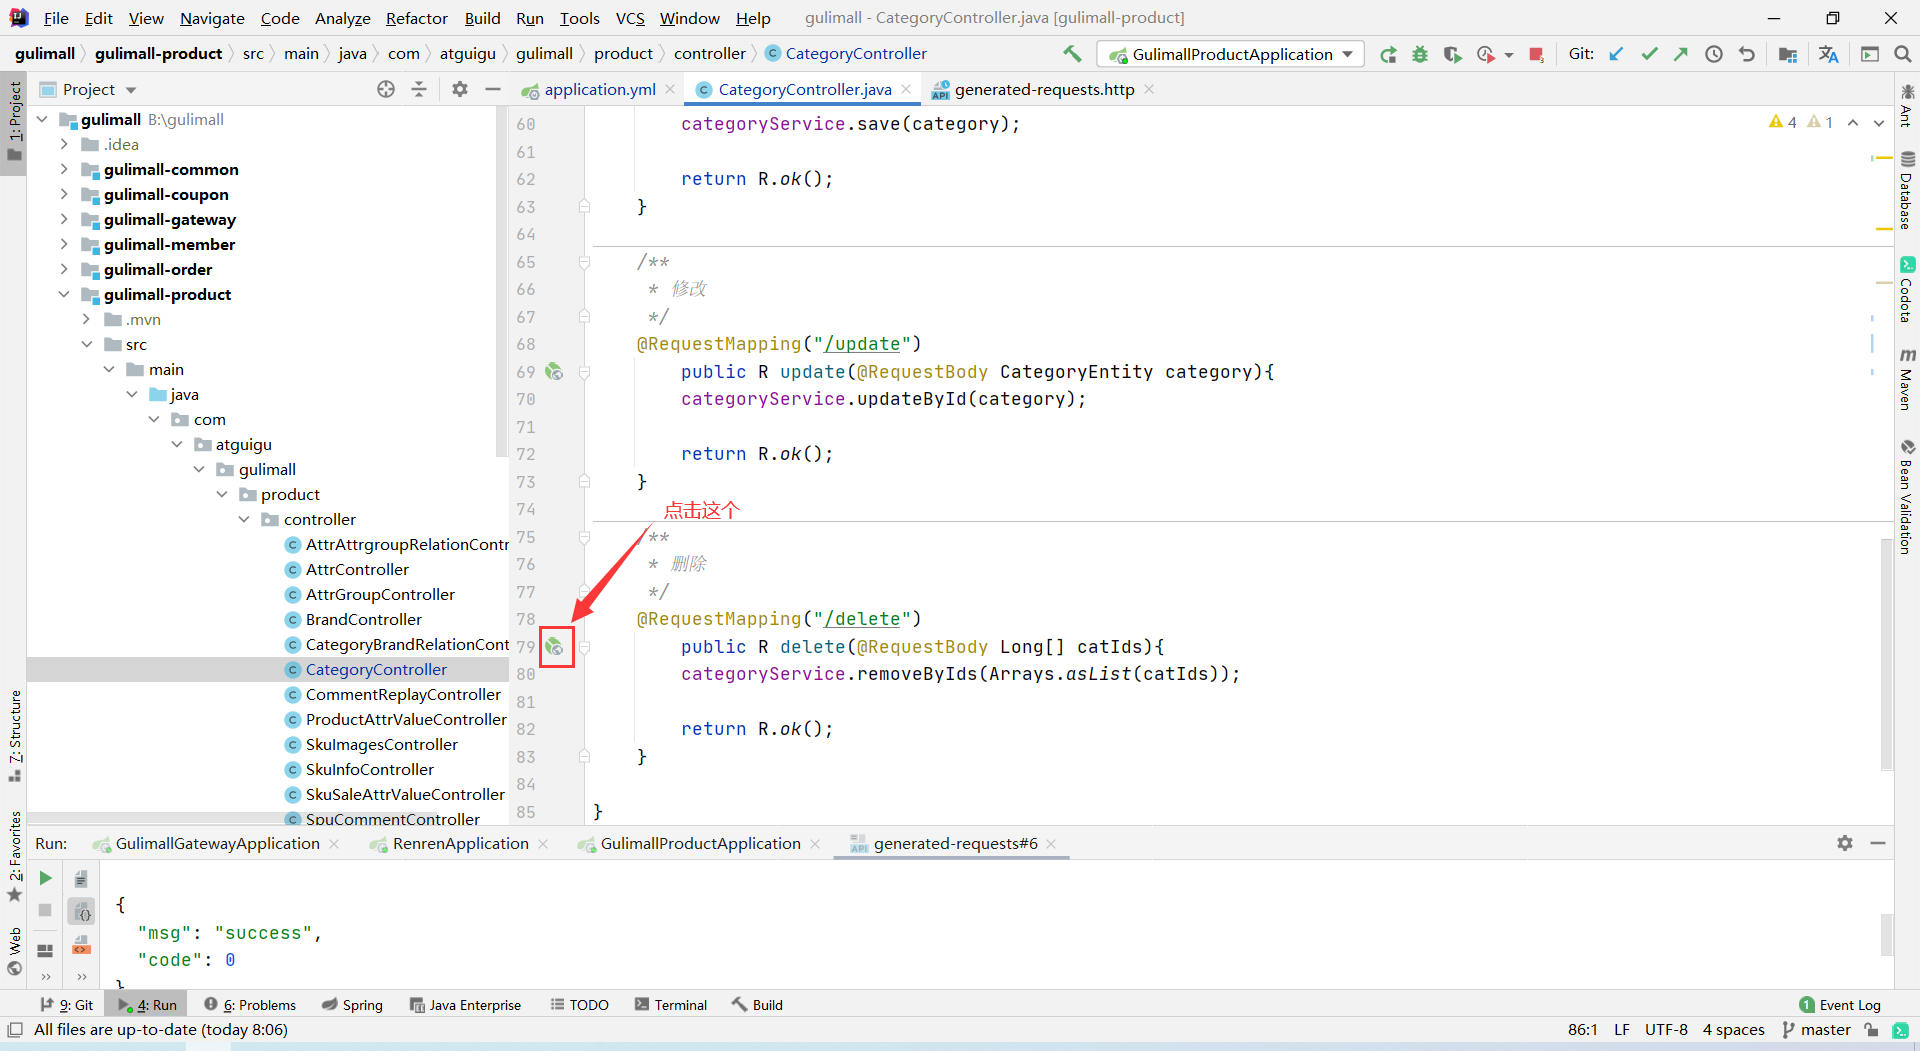 File Edit View Navigate Code Analyze Refactor Build Run Tools VCS Window Help gulimall - CategoryController.java [gulimall-product]
gulimall gulimall-product src main java com atguigu gulimall product controller CategoryController GulimallProductApplication Git:
Project application.yml CategoryController.java generated-requests.http
1: Project
7: Structure
2: Favorites
Web
gulimall B:\gulimall
.idea
gulimall-common
gulimall-coupon
gulimall-gateway
gulimall-member
gulimall-order
gulimall-product
.mvn
src
main
java
com
atguigu
gulimall
product
controller
AttrAttrgroupRelationContr
AttrController
AttrGroupController
BrandController
CategoryBrandRelationCont
CategoryController
CommentReplayController
ProductAttrValueController
SkuImagesController
SkuInfoController
SkuSaleAttrValueController
SpuCommentController
4 1
60 categoryService.save(category);
61
62 return R.ok();
63 }
64
65 /**
66 * 修改
67 */
68 @RequestMapping("/update")
69 public R update(@RequestBody CategoryEntity category){
70 categoryService.updateById(category);
71
72 return R.ok();
73 }
74 点击这个
75 **
76 * 删除
77 */
78 @RequestMapping("/delete")
79 public R delete(@RequestBody Long[] catIds){
80 categoryService.removeByIds(Arrays.asList(catIds));
81
82 return R.ok();
83 }
84
85 }
Ant
Database
Codota
Maven
Bean Validation
Run: GulimallGatewayApplication RenrenApplication GulimallProductApplication generated-requests#6
{
"msg": "success",
"code": 0
}
9: Git 4: Run 6: Problems Spring Java Enterprise TODO Terminal Build 1 Event Log
All files are up-to-date (today 8:06) 86:1 LF UTF-8 4 spaces master